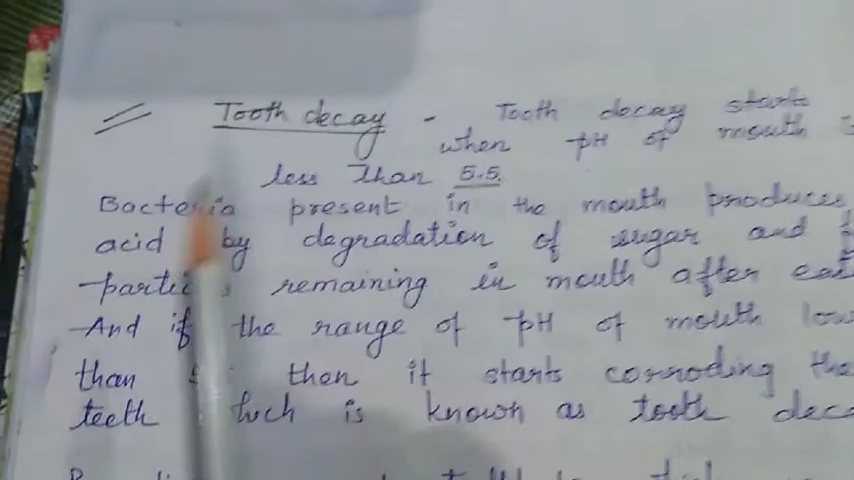 Tooth decay - Tooth decay starts
when pH of mouth
less than 5.5.
Bacteria present in the mouth produces
acid by degradation of sugar and
remaining in mouth after
And if the range of pH of mouth
than then it starts corroding the
teeth is known as tooth